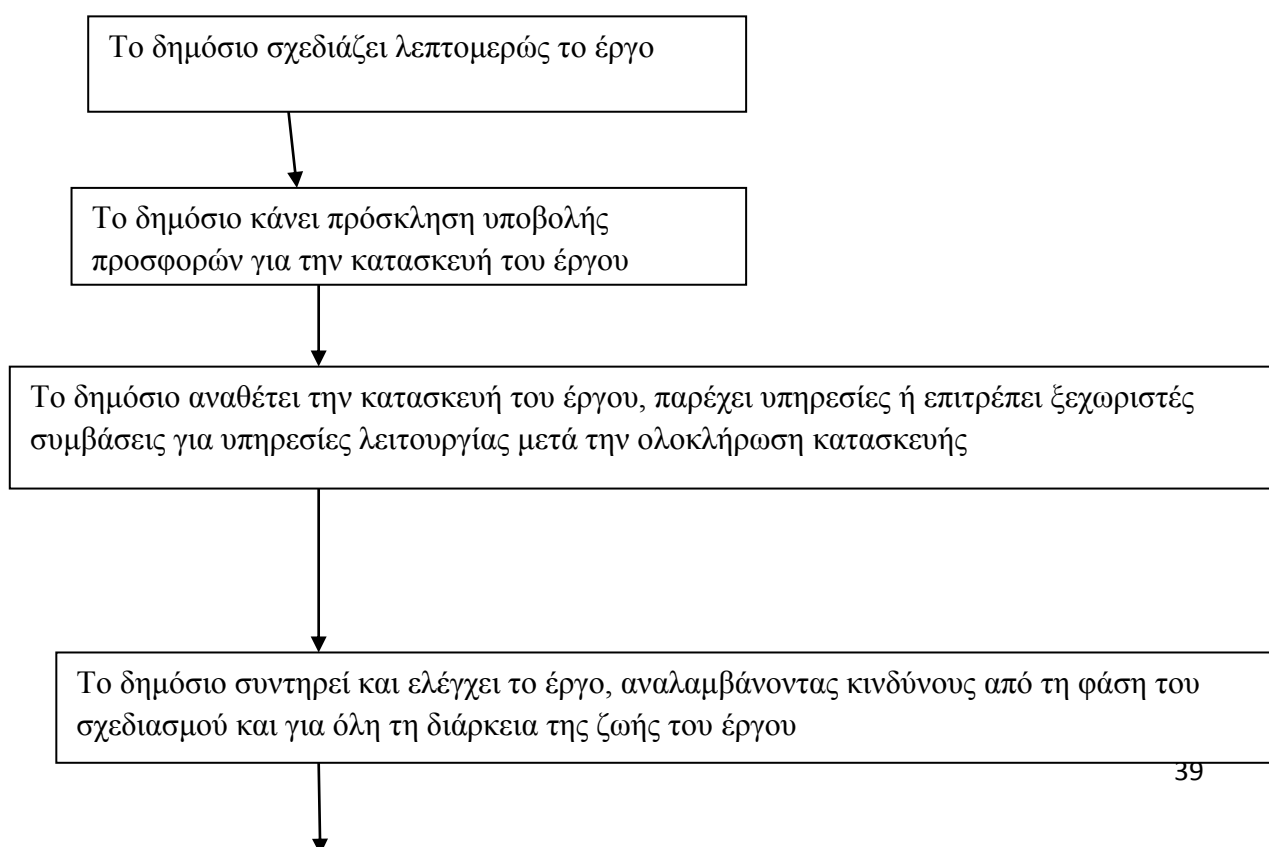 Το δημόσιο σχεδιάζει λεπτομερώς το έργο
Το δημόσιο κάνει πρόσκληση υποβολής
προσφορών για την κατασκευή του έργου
Το δημόσιο αναθέτει την κατασκευή του έργου, παρέχει υπηρεσίες ή επιτρέπει ξεχωριστές
συμβάσεις για υπηρεσίες λειτουργίας μετά την ολοκλήρωση κατασκευής
Το δημόσιο συντηρεί και ελέγχει το έργο, αναλαμβάνοντας κινδύνους από τη φάση του
σχεδιασμού και για όλη τη διάρκεια της ζωής του έργου
39